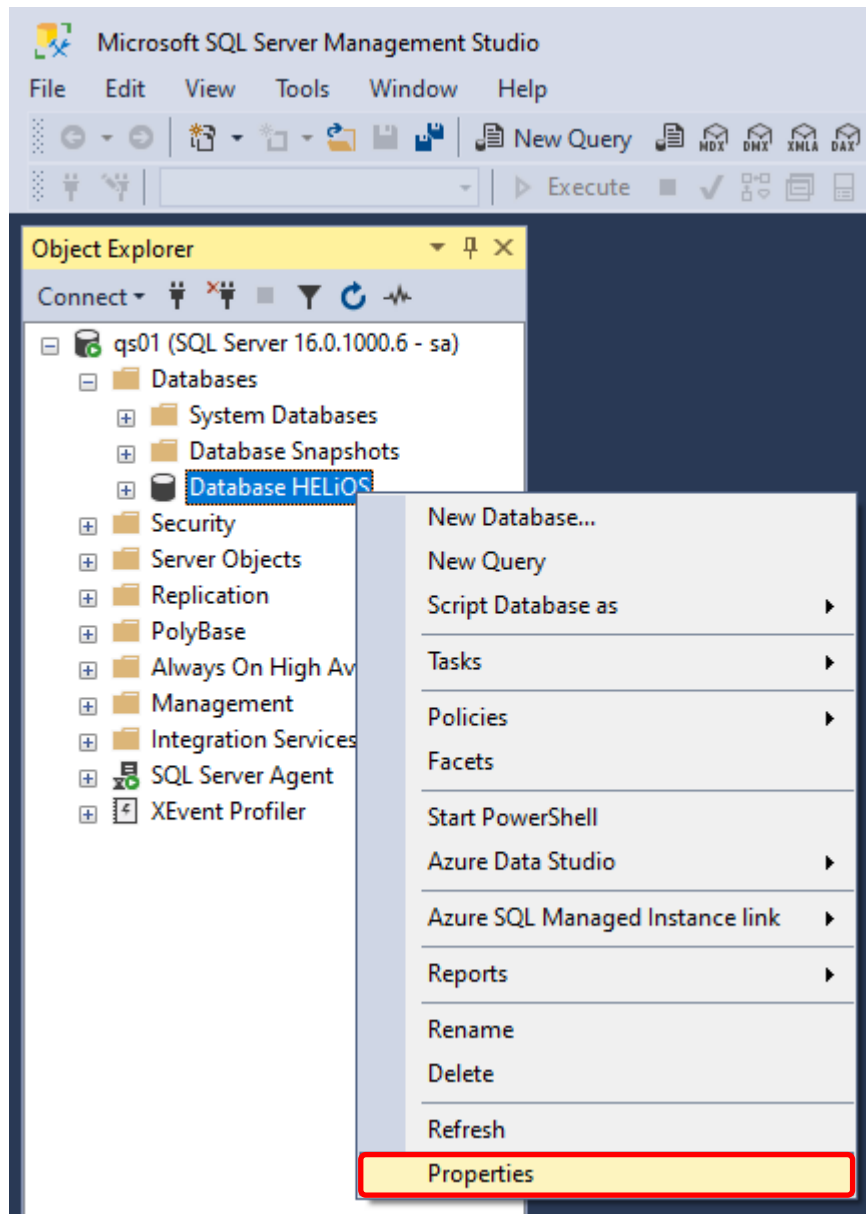 Microsoft SQL Server Management Studio
File Edit View Tools Window Help
New Query MDX DMX XMLA DAX
Execute
Object Explorer
Connect
qs01 (SQL Server 16.0.1000.6 - sa)
Databases
System Databases
Database Snapshots
Database HELiOS
Security
Server Objects
Replication
PolyBase
Always On High Av
Management
Integration Services
SQL Server Agent
XEvent Profiler
New Database...
New Query
Script Database as
Tasks
Policies
Facets
Start PowerShell
Azure Data Studio
Azure SQL Managed Instance link
Reports
Rename
Delete
Refresh
Properties